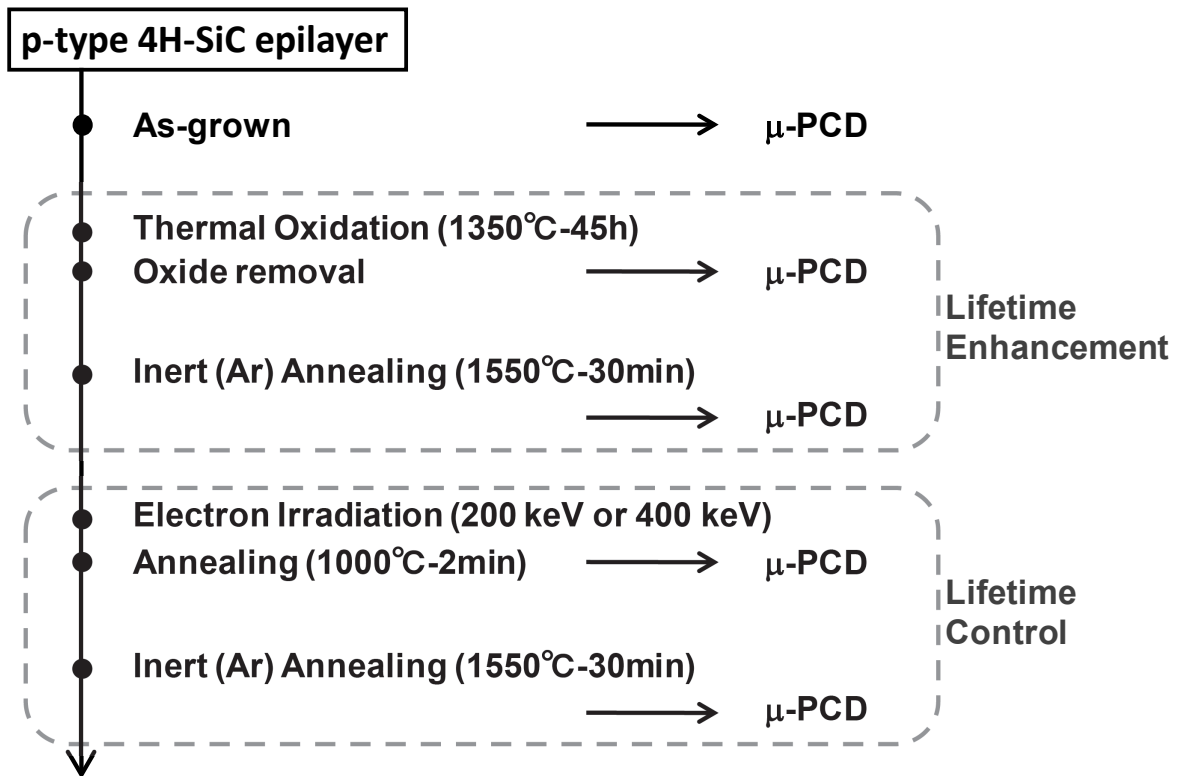 p-type 4H-SiC epilayer
As-grown → μ-PCD
Thermal Oxidation (1350℃-45h)
Oxide removal → μ-PCD
Lifetime
Enhancement
Inert (Ar) Annealing (1550℃-30min)
→ μ-PCD
Electron Irradiation (200 keV or 400 keV)
Annealing (1000℃-2min) → μ-PCD
Lifetime
Control
Inert (Ar) Annealing (1550℃-30min)
→ μ-PCD